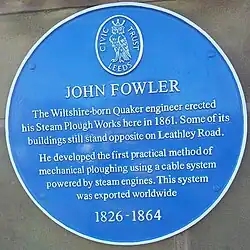 CIVIC TRUST
LEEDS
JOHN FOWLER
The Wiltshire-born Quaker engineer erected
his Steam Plough Works here in 1861. Some of its
buildings still stand opposite on Leathley Road.
He developed the first practical method of
mechanical ploughing using a cable system
powered by steam engines. This system
was exported worldwide
1826-1864